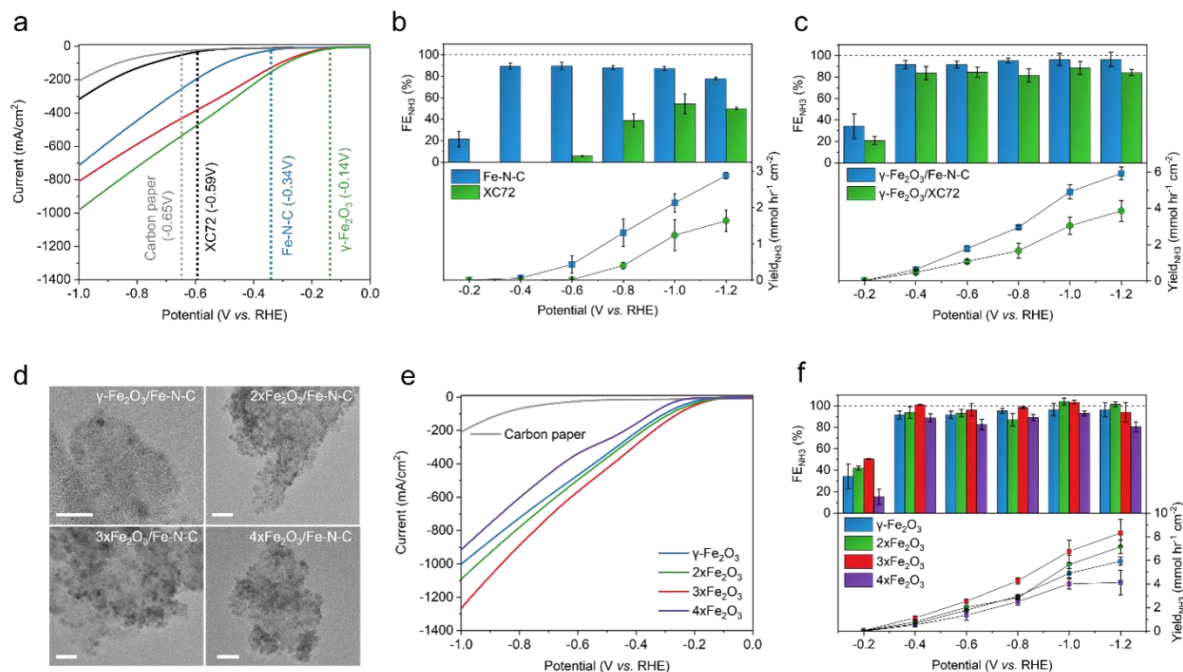 a
0
-200
-400
-600
-800
-1000
-1200
-1400
Current (mA/cm²)
Carbon paper
(-0.65V)
XC72 (-0.59V)
Fe-N-C (-0.34V)
γ-Fe₂O₃ (-0.14V)
-1.0 -0.8 -0.6 -0.4 -0.2 0.0
Potential (V vs. RHE)
b
100
80
60
40
20
0
FE_NH3
(%)
Fe-N-C
XC72
3
2
1
0
Yield_NH3 (mmol hr⁻¹ cm⁻²)
-0.2 -0.4 -0.6 -0.8 -1.0 -1.2
Potential (V vs. RHE)
c
100
80
60
40
20
0
FE_NH3
(%)
γ-Fe₂O₃/Fe-N-C
γ-Fe₂O₃/XC72
6
4
2
0
Yield_NH3 (mmol hr⁻¹ cm⁻²)
-0.2 -0.4 -0.6 -0.8 -1.0 -1.2
Potential (V vs. RHE)
d
γ-Fe₂O₃/Fe-N-C
2xFe₂O₃/Fe-N-C
3xFe₂O₃/Fe-N-C
4xFe₂O₃/Fe-N-C
e
0
-200
-400
-600
-800
-1000
-1200
-1400
Current (mA/cm²)
Carbon paper
γ-Fe₂O₃
2xFe₂O₃
3xFe₂O₃
4xFe₂O₃
-1.0 -0.8 -0.6 -0.4 -0.2 0.0
Potential (V vs. RHE)
f
100
80
60
40
20
0
FE_NH3
(%)
γ-Fe₂O₃
2xFe₂O₃
3xFe₂O₃
4xFe₂O₃
10
8
6
4
2
0
Yield_NH3 (mmol hr⁻¹ cm⁻²)
-0.2 -0.4 -0.6 -0.8 -1.0 -1.2
Potential (V vs. RHE)